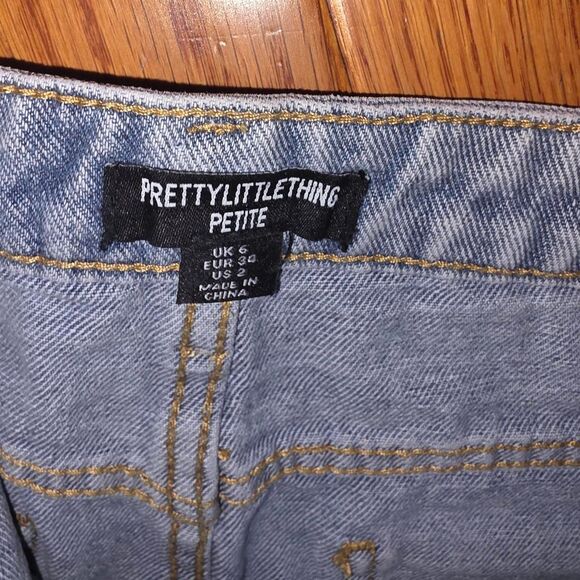 PRETTYLITTLETHING
PETITE
UK 6
EUR 34
US 2
MADE IN
CHINA